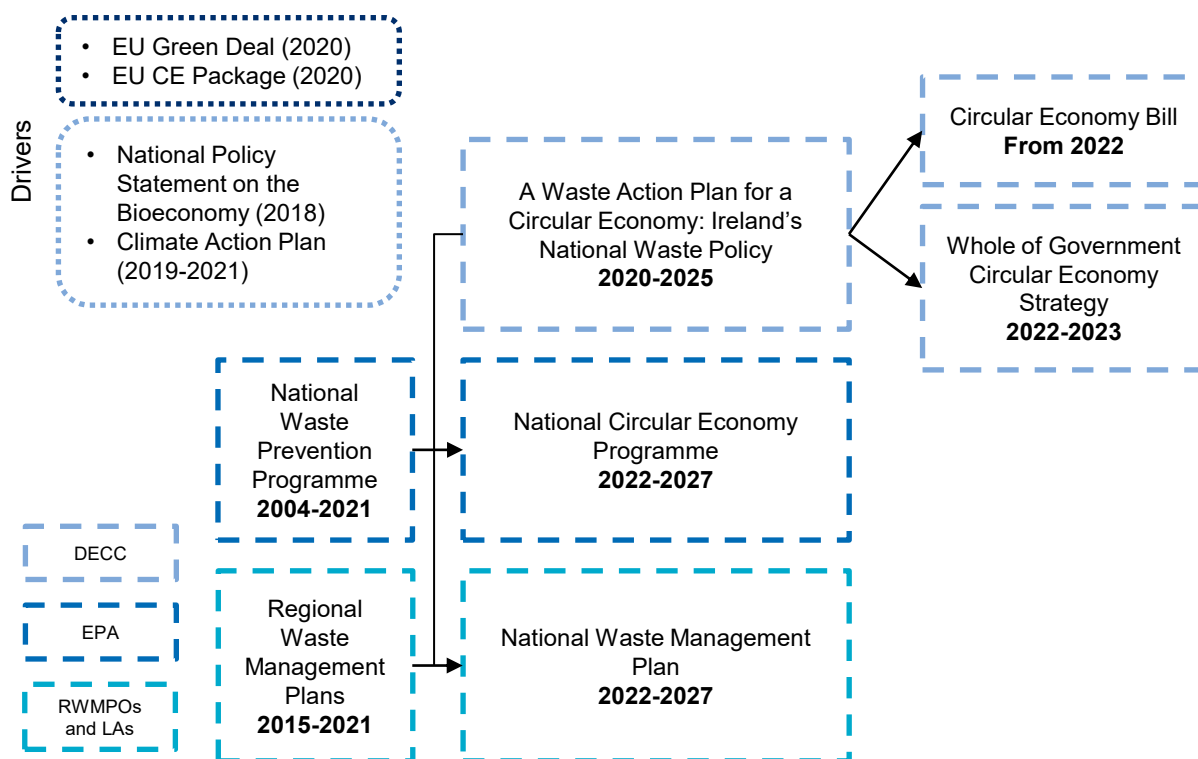 Drivers
• EU Green Deal (2020)
• EU CE Package (2020)
• National Policy
Statement on the
Bioeconomy (2018)
• Climate Action Plan
(2019-2021)
A Waste Action Plan for a
Circular Economy: Ireland’s
National Waste Policy
2020-2025
Circular Economy Bill
From 2022
Whole of Government
Circular Economy
Strategy
2022-2023
National
Waste
Prevention
Programme
2004-2021
National Circular Economy
Programme
2022-2027
Regional
Waste
Management
Plans
2015-2021
National Waste Management
Plan
2022-2027
DECC
EPA
RWMPOs
and LAs